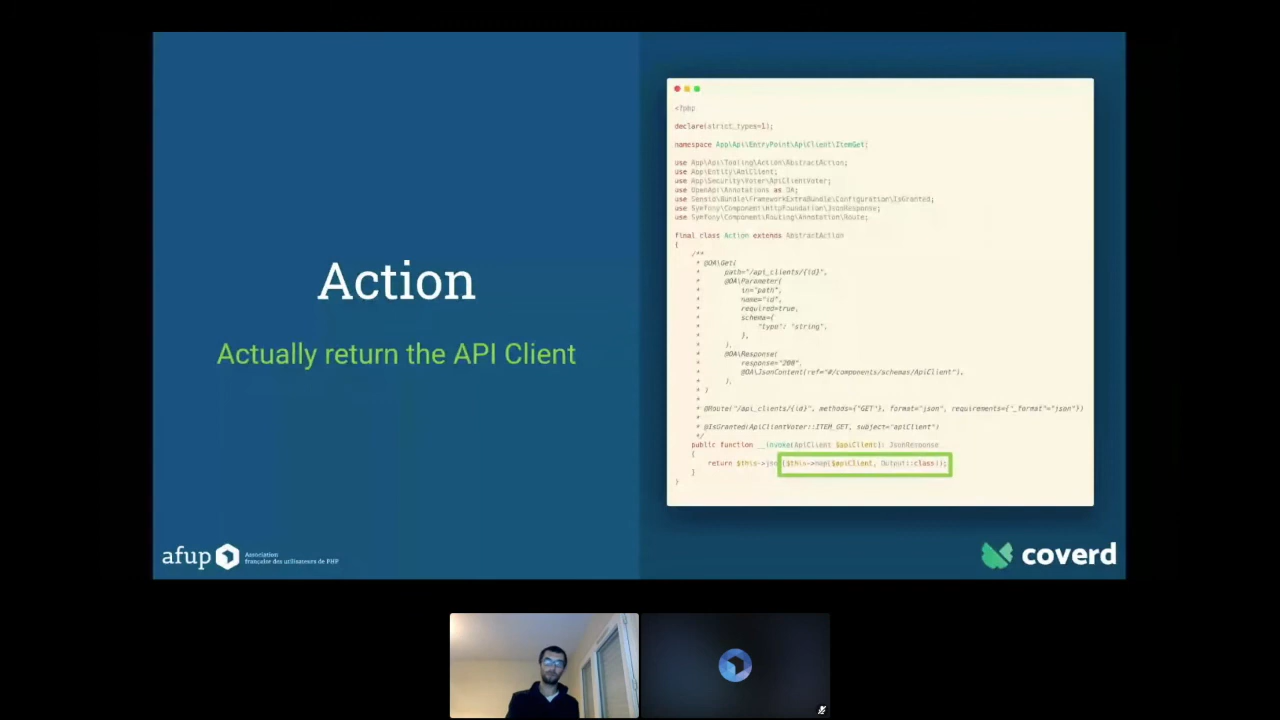 Action
Actually return the API Client
<?php
declare(strict_types=1);
namespace App\Api\EntryPoint\ApiClient\ItemGet;
use App\Api\Tooling\Action\AbstractAction;
use App\Entity\ApiClient;
use App\Security\Voter\ApiClientVoter;
use OpenApi\Annotations as OA;
use Sensio\Bundle\FrameworkExtraBundle\Configuration\IsGranted;
use Symfony\Component\HttpFoundation\JsonResponse;
use Symfony\Component\Routing\Annotation\Route;
final class Action extends AbstractAction
{
/**
* @OA\Get(
* path="/api_clients/{id}",
* @OA\Parameter(
* in="path",
* name="id",
* required=true,
* schema={
* "type": "string",
* },
* ),
* @OA\Response(
* response="200",
* @OA\JsonContent(ref="#/components/schemas/ApiClient"),
* ),
* )
*
* @Route("/api_clients/{id}", methods={"GET"}, format="json", requirements={"_format"="json"})
*
* @IsGranted(ApiClientVoter::ITEM_GET, subject="apiClient")
*/
public function __invoke(ApiClient $apiClient): JsonResponse
{
return $this->json($this->map($apiClient, Output::class));
}
}
afup Association
française des utilisateurs de PHP
coverd